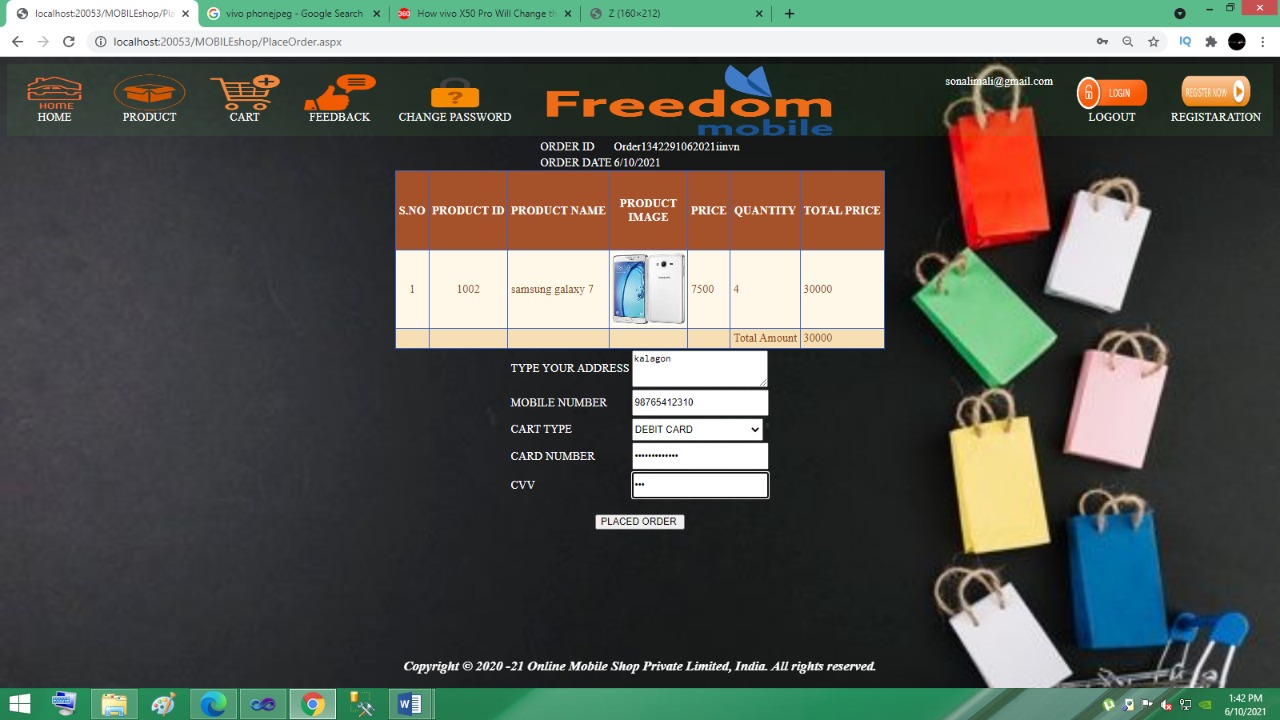 localhost:20053/MOBILEshop/Pla
vivo phonejpeg - Google Search
How vivo X50 Pro Will Change th
Z (160×212)
localhost:20053/MOBILEshop/PlaceOrder.aspx
IQ
HOME
HOME
PRODUCT
CART
FEEDBACK
CHANGE PASSWORD
Freedom
mobile
sonalimali@gmail.com
LOGIN
LOGOUT
REGISTER NOW
REGISTARATION
ORDER ID Order1342291062021iinvn
ORDER DATE 6/10/2021
S.NO PRODUCT ID PRODUCT NAME PRODUCT IMAGE PRICE QUANTITY TOTAL PRICE
1 1002 samsung galaxy 7 7500 4 30000
Total Amount 30000
TYPE YOUR ADDRESS kalagon
MOBILE NUMBER 98765412310
CART TYPE DEBIT CARD
CARD NUMBER •••••••••••••
CVV •••
PLACED ORDER
Copyright © 2020 -21 Online Mobile Shop Private Limited, India. All rights reserved.
1:42 PM
6/10/2021